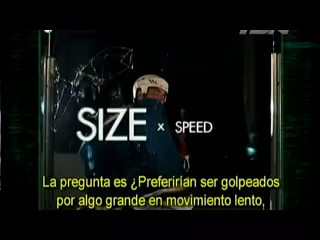 SIZE x SPEED
La pregunta es ¿Preferirían ser golpeados
por algo grande en movimiento lento,